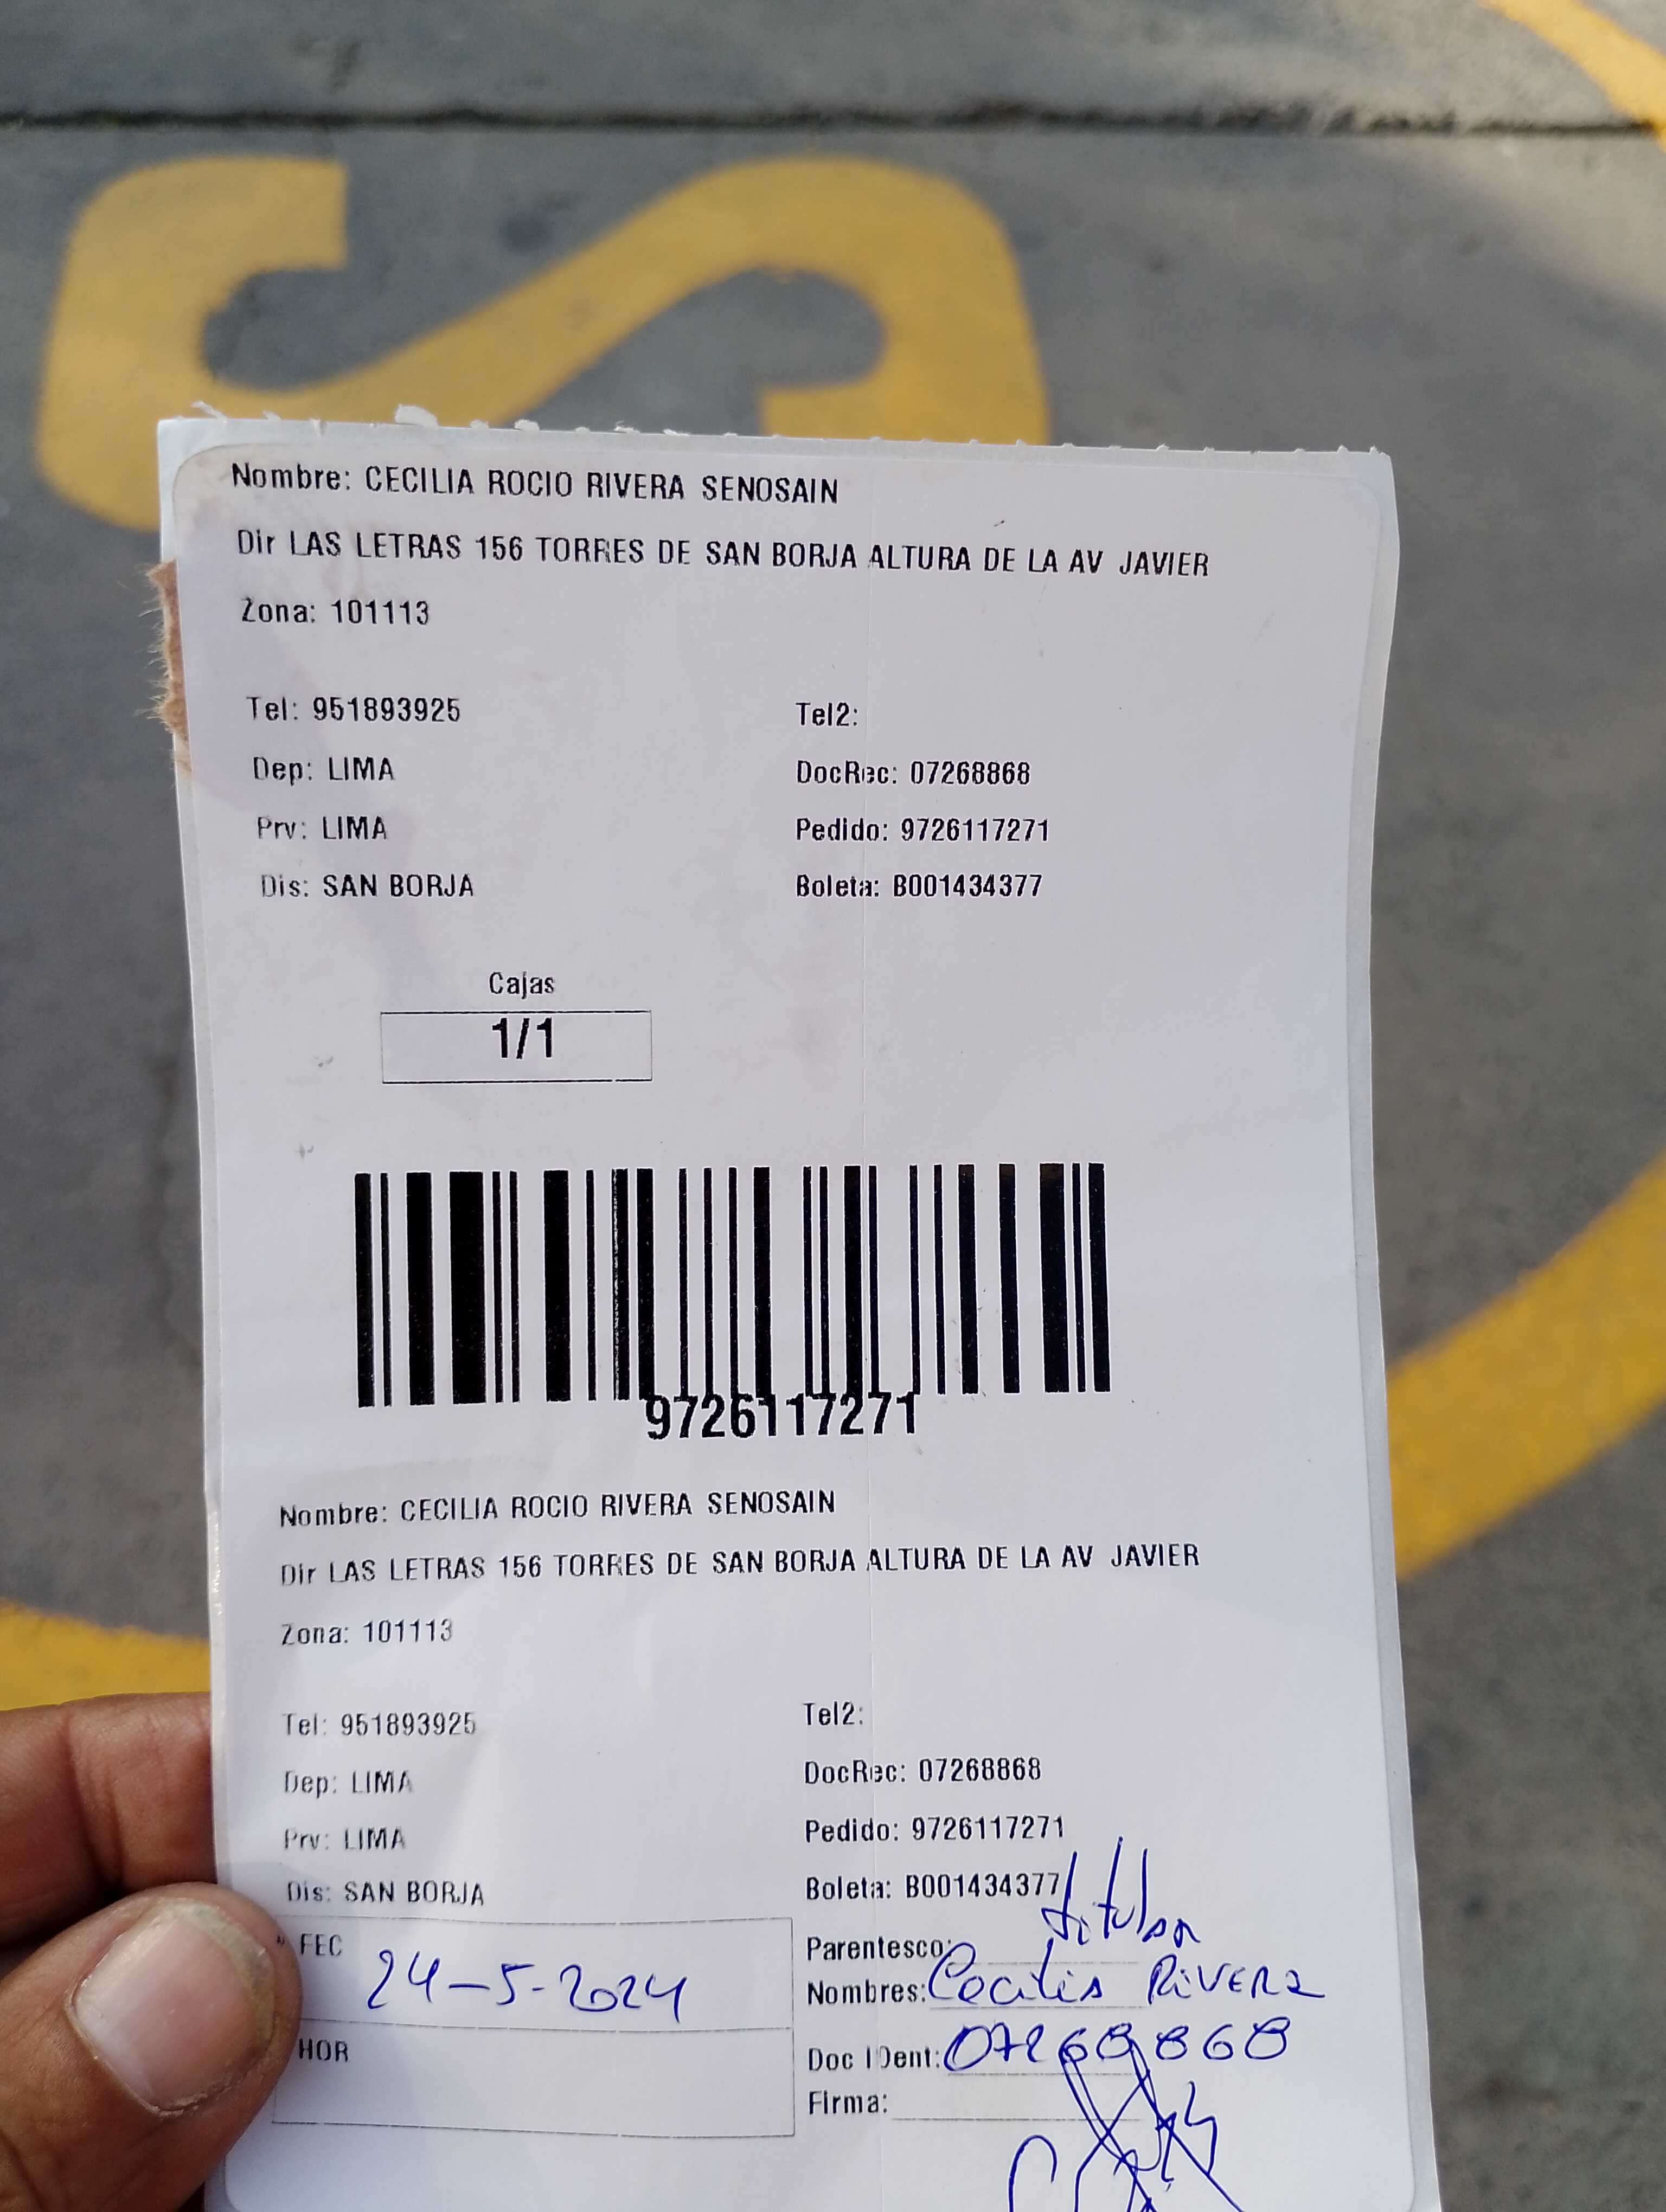 Nombre: CECILIA ROCIO RIVERA SENOSAIN
Dir LAS LETRAS 156 TORRES DE SAN BORJA ALTURA DE LA AV JAVIER
Zona: 101113
Tel: 951893925 Tel2:
Dep: LIMA DocRec: 07268868
Prv: LIMA Pedido: 9726117271
Dis: SAN BORJA Boleta: B001434377
Cajas
1/1
9726117271
Nombre: CECILIA ROCIO RIVERA SENOSAIN
Dir LAS LETRAS 156 TORRES DE SAN BORJA ALTURA DE LA AV JAVIER
Zona: 101113
Tel: 951893925 Tel2:
Dep: LIMA DocRec: 07268868
Prv: LIMA Pedido: 9726117271
Dis: SAN BORJA Boleta: B001434377
FEC 24-5-2024 Parentesco: titular
Nombres: Cecilia Rivera
HOR Doc IDent: 07268868
Firma: